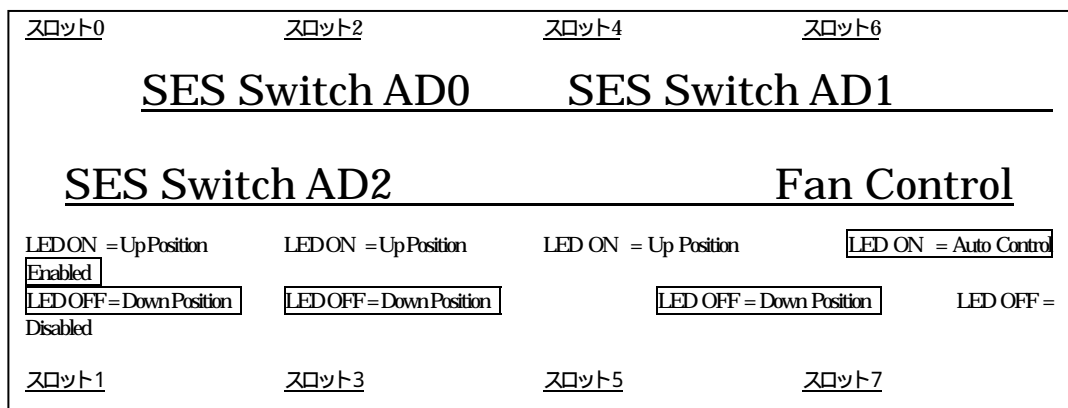 スロット0 スロット2 スロット4 スロット6
SES Switch AD0 SES Switch AD1
SES Switch AD2 Fan Control
LED ON = Up Position LED ON = Up Position LED ON = Up Position LED ON = Auto Control
Enabled
LED OFF = Down Position LED OFF = Down Position LED OFF = Down Position LED OFF =
Disabled
スロット1 スロット3 スロット5 スロット7